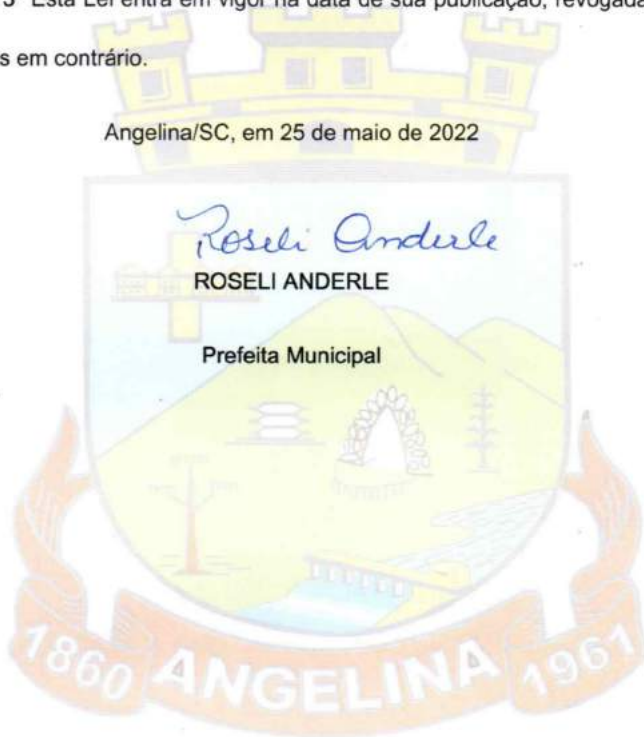 Esta Lei entra em vigor na data de sua publicação,
s em contrário.
Angelina/SC, em 25 de maio de 2022
Roseli Anderle
ROSELI ANDERLE
Prefeita Municipal
1860 ANGELINA 1961